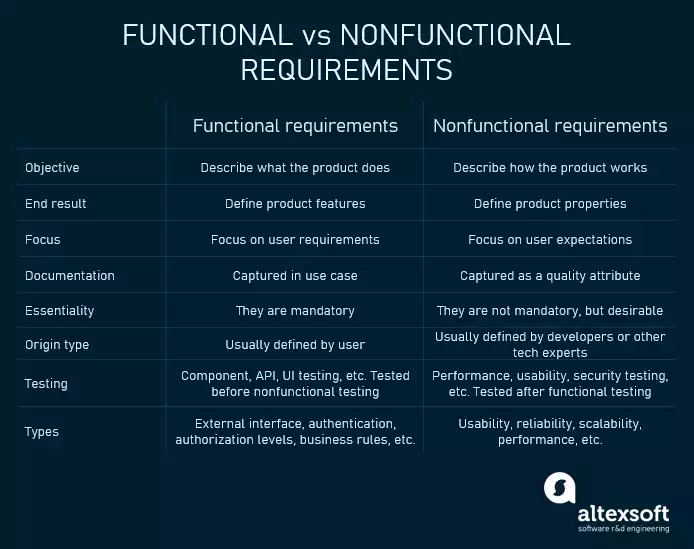 FUNCTIONAL vs NONFUNCTIONAL
REQUIREMENTS
Functional requirements
Nonfunctional requirements
Objective
Describe what the product does
Describe how the product works
End result
Define product features
Define product properties
Focus
Focus on user requirements
Focus on user expectations
Documentation
Captured in use case
Captured as a quality attribute
Essentiality
They are mandatory
They are not mandatory, but desirable
Origin type
Usually defined by user
Usually defined by developers or other
tech experts
Testing
Component, API, UI testing, etc. Tested
before nonfunctional testing
Performance, usability, security testing,
etc. Tested after functional testing
Types
External interface, authentication,
authorization levels, business rules, etc.
Usability, reliability, scalability,
performance, etc.
altexsoft
software r&d engineering